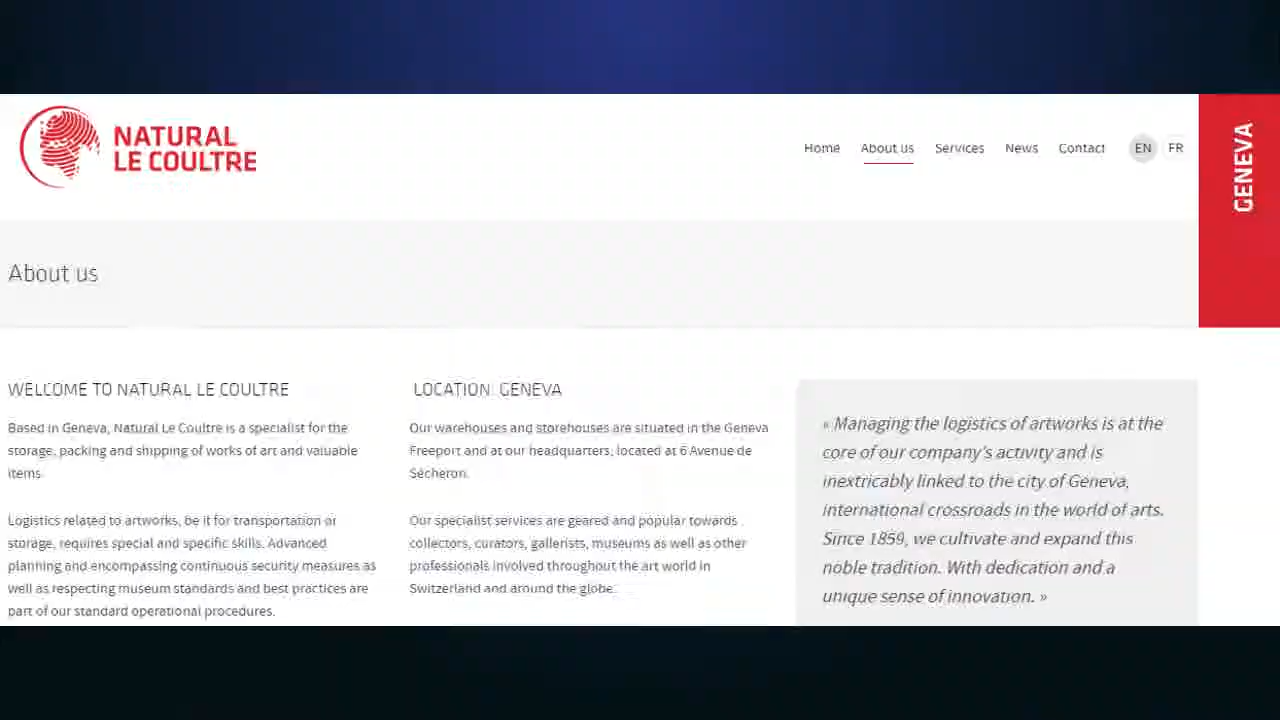 NATURAL
LE COULTRE
Home About us Services News Contact EN FR
GENEVA
About us
WELCOME TO NATURAL LE COULTRE
Based in Geneva, Natural Le Coultre is a specialist for the
storage, packing and shipping of works of art and valuable
items.
Logistics related to artworks, be it for transportation or
storage, requires special and specific skills. Advanced
planning and encompassing continuous security measures as
well as respecting museum standards and best practices are
part of our standard operational procedures.
LOCATION: GENEVA
Our warehouses and storehouses are situated in the Geneva
Freeport and at our headquarters, located at 6 Avenue de
Sécheron.
Our specialist services are geared and popular towards
collectors, curators, gallerists, museums as well as other
professionals involved throughout the art world in
Switzerland and around the globe.
« Managing the logistics of artworks is at the
core of our company's activity and is
inextricably linked to the city of Geneva,
international crossroads in the world of arts.
Since 1859, we cultivate and expand this
noble tradition. With dedication and a
unique sense of innovation. »